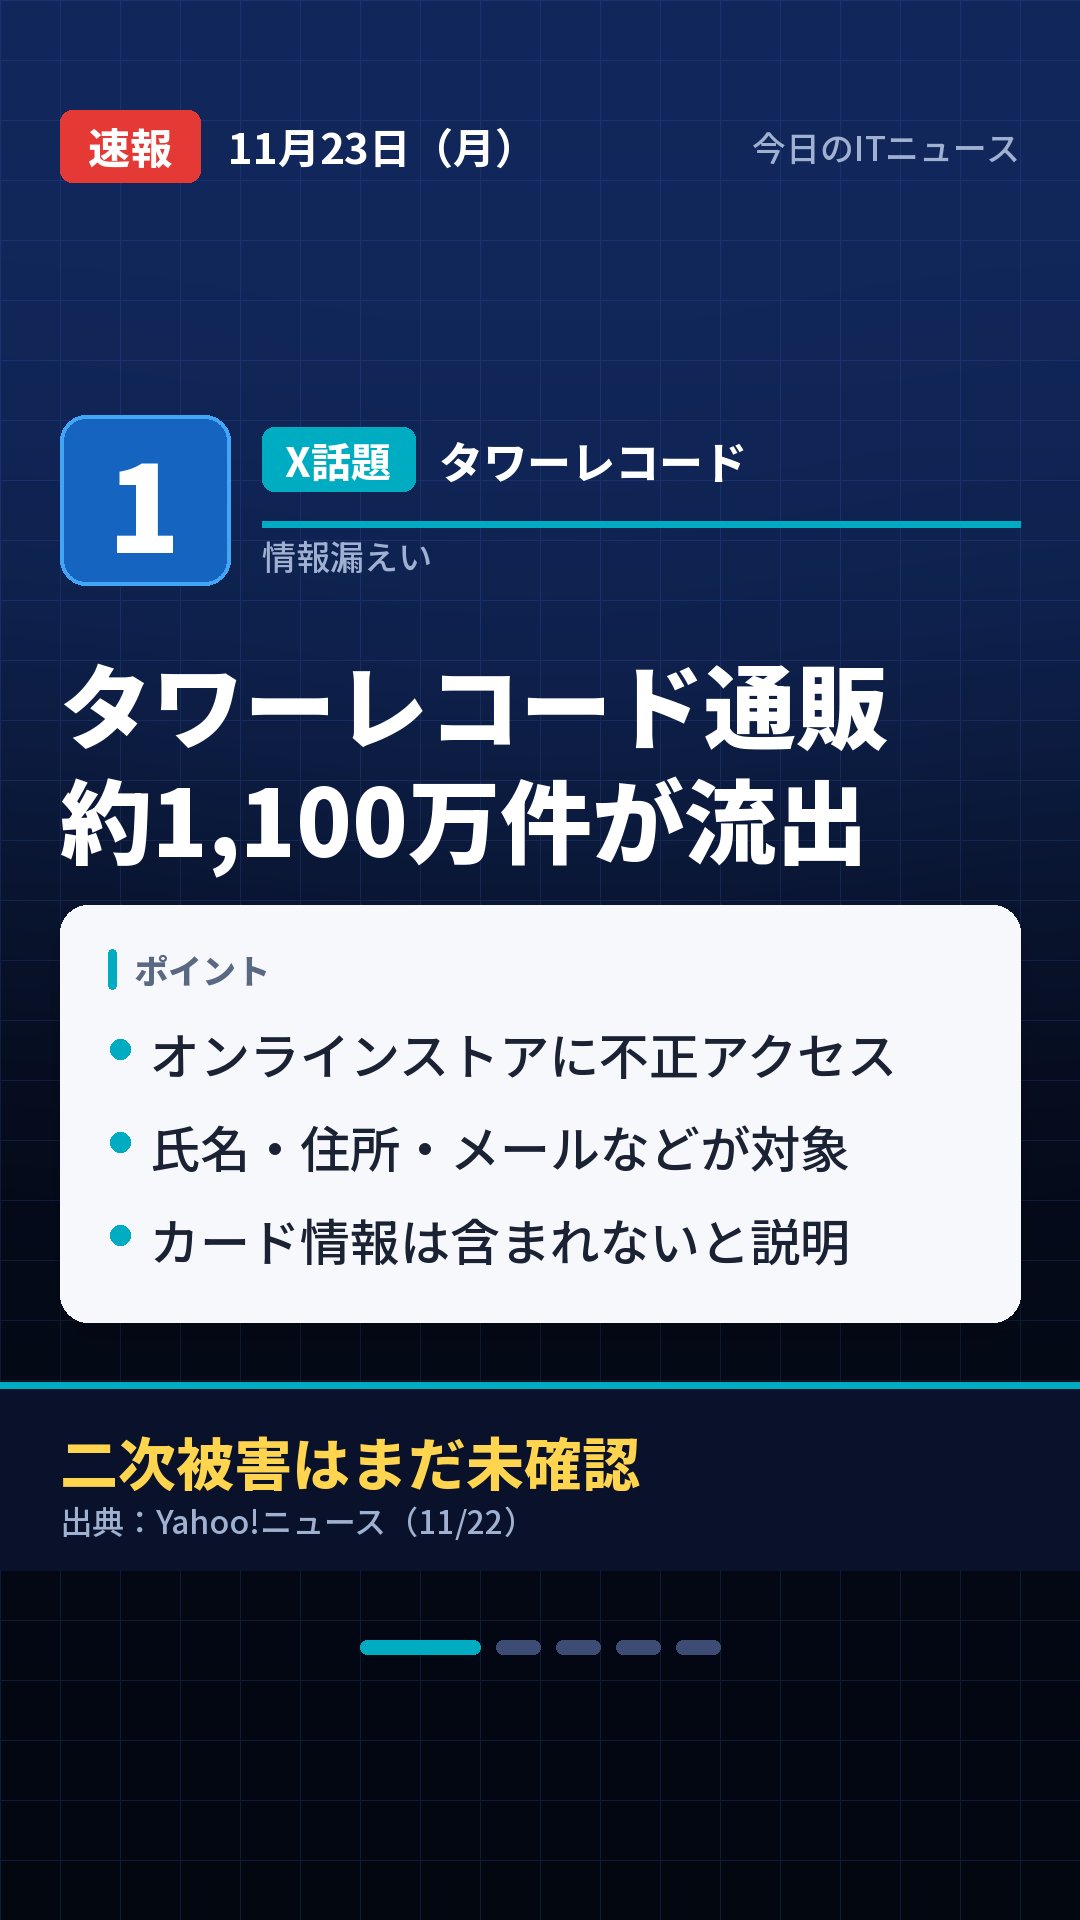 速報 11月23日（月） 今日のITニュース
1
X話題 タワーレコード
情報漏えい
タワーレコード通販
約1,100万件が流出
ポイント
オンラインストアに不正アクセス
氏名・住所・メールなどが対象
カード情報は含まれないと説明
二次被害はまだ未確認
出典：Yahoo!ニュース（11/22）